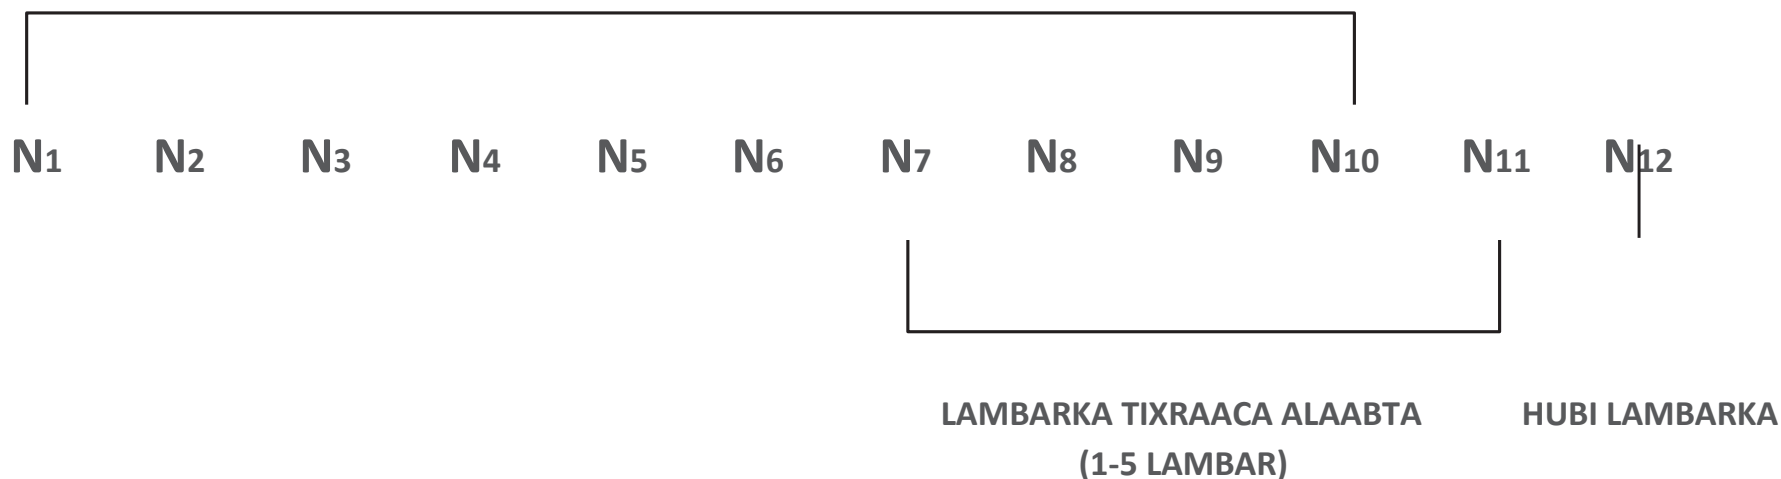 N1 N2 N3 N4 N5 N6 N7 N8 N9 N10 N11 N12
LAMBARKA TIXRAACA ALAABTA HUBI LAMBARKA
(1-5 LAMBAR)